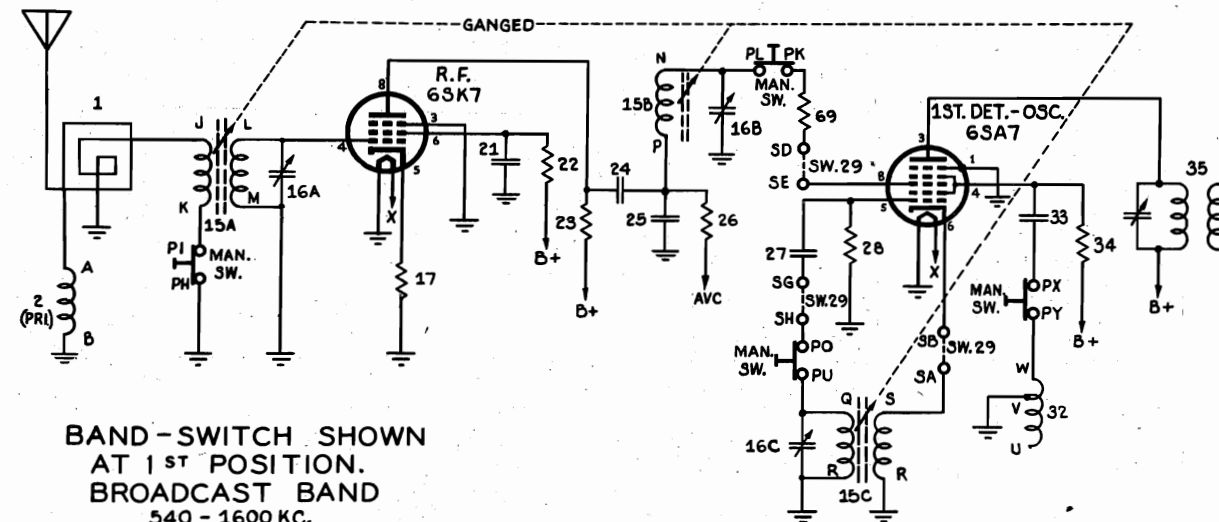 GANGED
1
J
L
K
15A
PI
PH
MAN.
SW.
A
2
(PRI.)
B
M
16A
R.F.
6SK7
8
3
6
4
5
X
17
21
22
B+
23
B+
24
25
26
AVC
N
15B
P
16B
PL
PK
MAN.
SW.
69
SD
SW.29
SE
1ST. DET.-OSC.
6SA7
3
1
8
4
5
6
X
27
28
SG
SW.29
SH
MAN.
SW.
PO
PU
16C
Q
S
R
R
15C
SB
SW.29
SA
33
34
B+
MAN.
SW.
PX
PY
W
V
U
32
35
B+
BAND-SWITCH SHOWN
AT 1ST POSITION.
BROADCAST BAND
540-1600 KC.